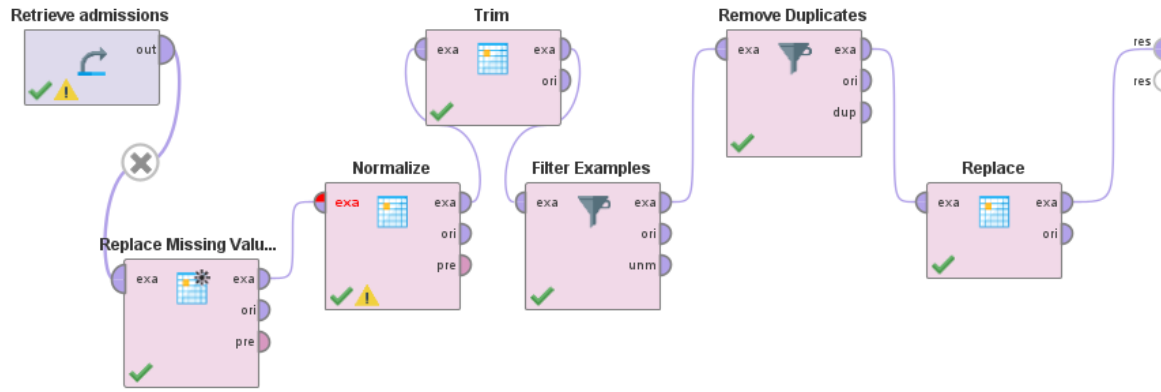 Retrieve admissions
out
Replace Missing Valu...
exa
exa
ori
pre
Normalize
exa
exa
ori
pre
Trim
exa
exa
ori
Filter Examples
exa
exa
ori
unm
Remove Duplicates
exa
exa
ori
dup
Replace
exa
exa
ori
res
res